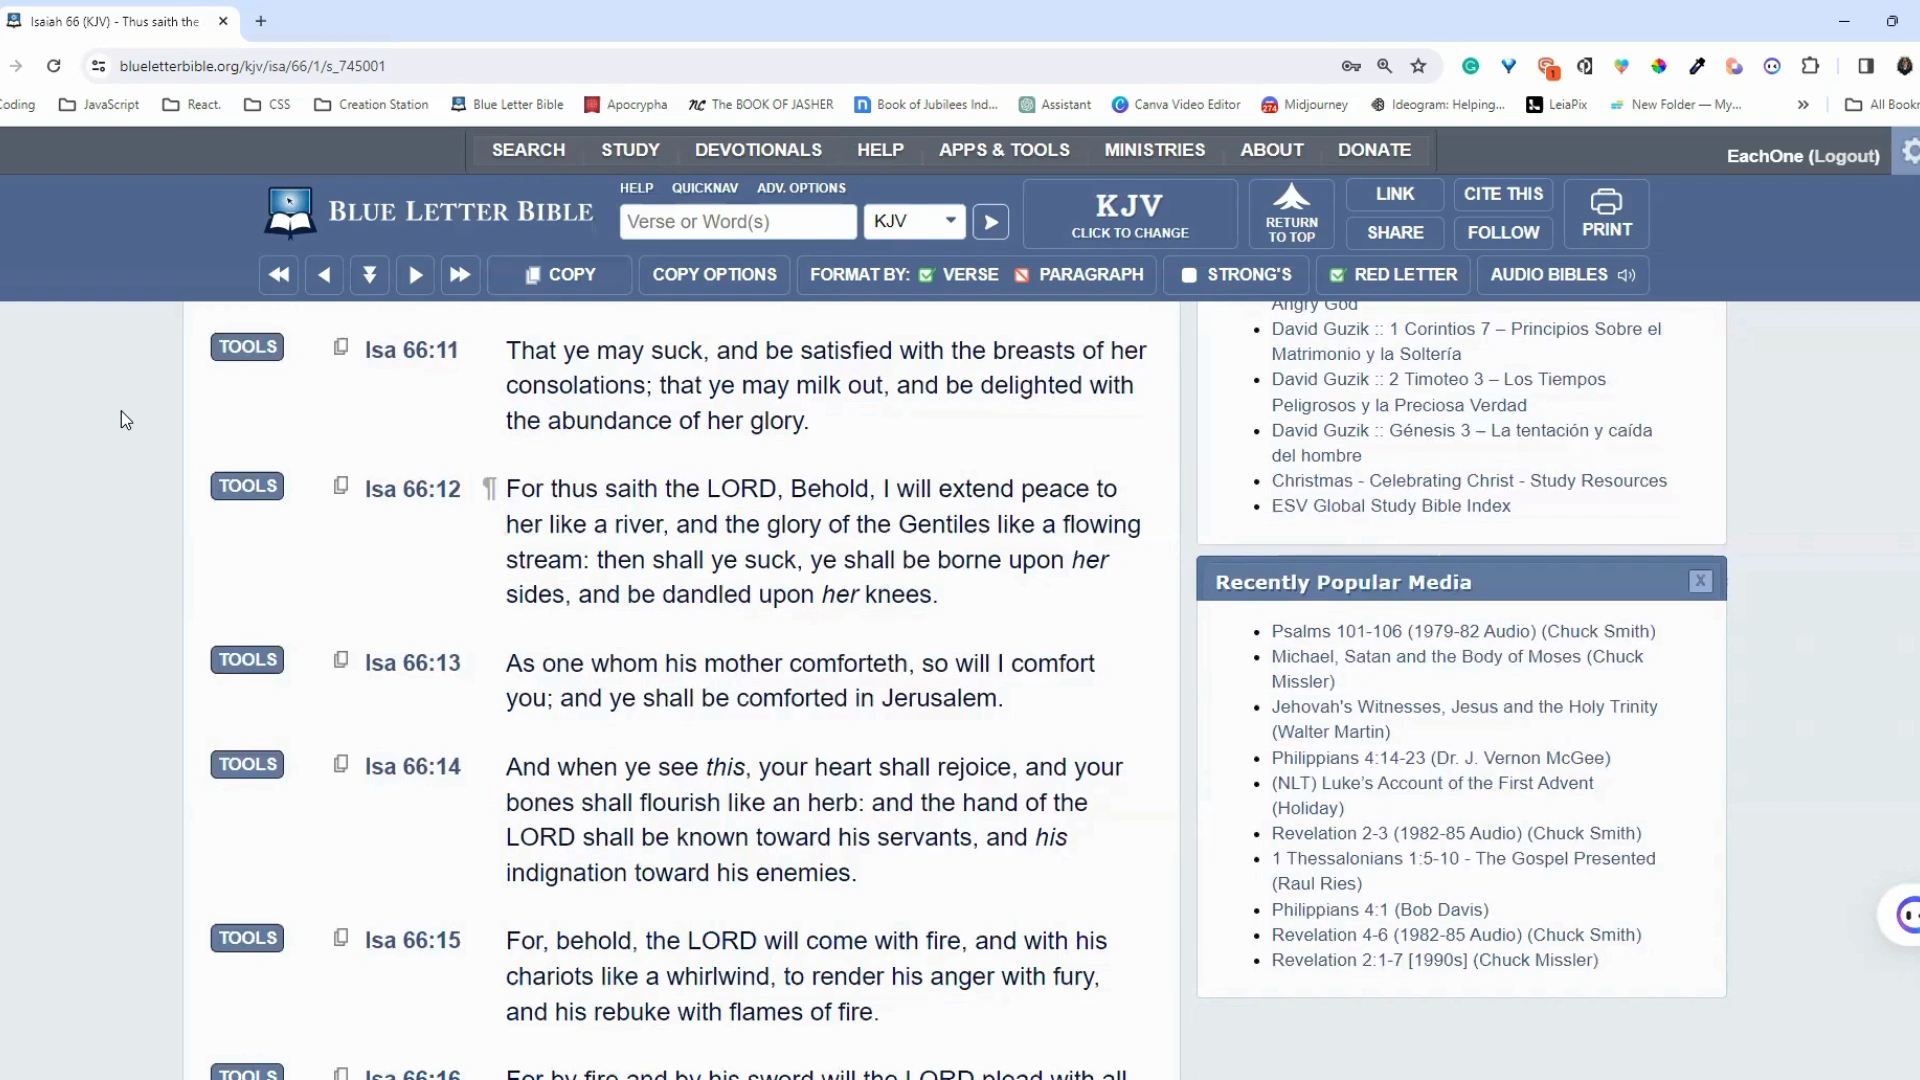 Isaiah 66 (KJV) - Thus saith the
blueletterbible.org/kjv/isa/66/1/s_745001
Coding JavaScript React. CSS Creation Station Blue Letter Bible Apocrypha The BOOK OF JASHER Book of Jubilees Ind... Assistant Canva Video Editor Midjourney Ideogram: Helping... LeiaPix New Folder — My... All Bookr
SEARCH STUDY DEVOTIONALS HELP APPS & TOOLS MINISTRIES ABOUT DONATE
EachOne (Logout)
HELP QUICKNAV ADV. OPTIONS
BLUE LETTER BIBLE
Verse or Word(s) KJV
KJV
CLICK TO CHANGE
RETURN
TO TOP
LINK CITE THIS
SHARE FOLLOW
PRINT
COPY COPY OPTIONS FORMAT BY: VERSE PARAGRAPH STRONG'S RED LETTER AUDIO BIBLES
TOOLS Isa 66:11 That ye may suck, and be satisfied with the breasts of her
consolations; that ye may milk out, and be delighted with
the abundance of her glory.
TOOLS Isa 66:12 ¶ For thus saith the LORD, Behold, I will extend peace to
her like a river, and the glory of the Gentiles like a flowing
stream: then shall ye suck, ye shall be borne upon her
sides, and be dandled upon her knees.
TOOLS Isa 66:13 As one whom his mother comforteth, so will I comfort
you; and ye shall be comforted in Jerusalem.
TOOLS Isa 66:14 And when ye see this, your heart shall rejoice, and your
bones shall flourish like an herb: and the hand of the
LORD shall be known toward his servants, and his
indignation toward his enemies.
TOOLS Isa 66:15 For, behold, the LORD will come with fire, and with his
chariots like a whirlwind, to render his anger with fury,
and his rebuke with flames of fire.
TOOLS Isa 66:16 For by fire and by his sword will the LORD plead with all
Angry God
David Guzik :: 1 Corintios 7 – Principios Sobre el
Matrimonio y la Soltería
David Guzik :: 2 Timoteo 3 – Los Tiempos
Peligrosos y la Preciosa Verdad
David Guzik :: Génesis 3 – La tentación y caída
del hombre
Christmas - Celebrating Christ - Study Resources
ESV Global Study Bible Index
Recently Popular Media X
Psalms 101-106 (1979-82 Audio) (Chuck Smith)
Michael, Satan and the Body of Moses (Chuck
Missler)
Jehovah's Witnesses, Jesus and the Holy Trinity
(Walter Martin)
Philippians 4:14-23 (Dr. J. Vernon McGee)
(NLT) Luke’s Account of the First Advent
(Holiday)
Revelation 2-3 (1982-85 Audio) (Chuck Smith)
1 Thessalonians 1:5-10 - The Gospel Presented
(Raul Ries)
Philippians 4:1 (Bob Davis)
Revelation 4-6 (1982-85 Audio) (Chuck Smith)
Revelation 2:1-7 [1990s] (Chuck Missler)